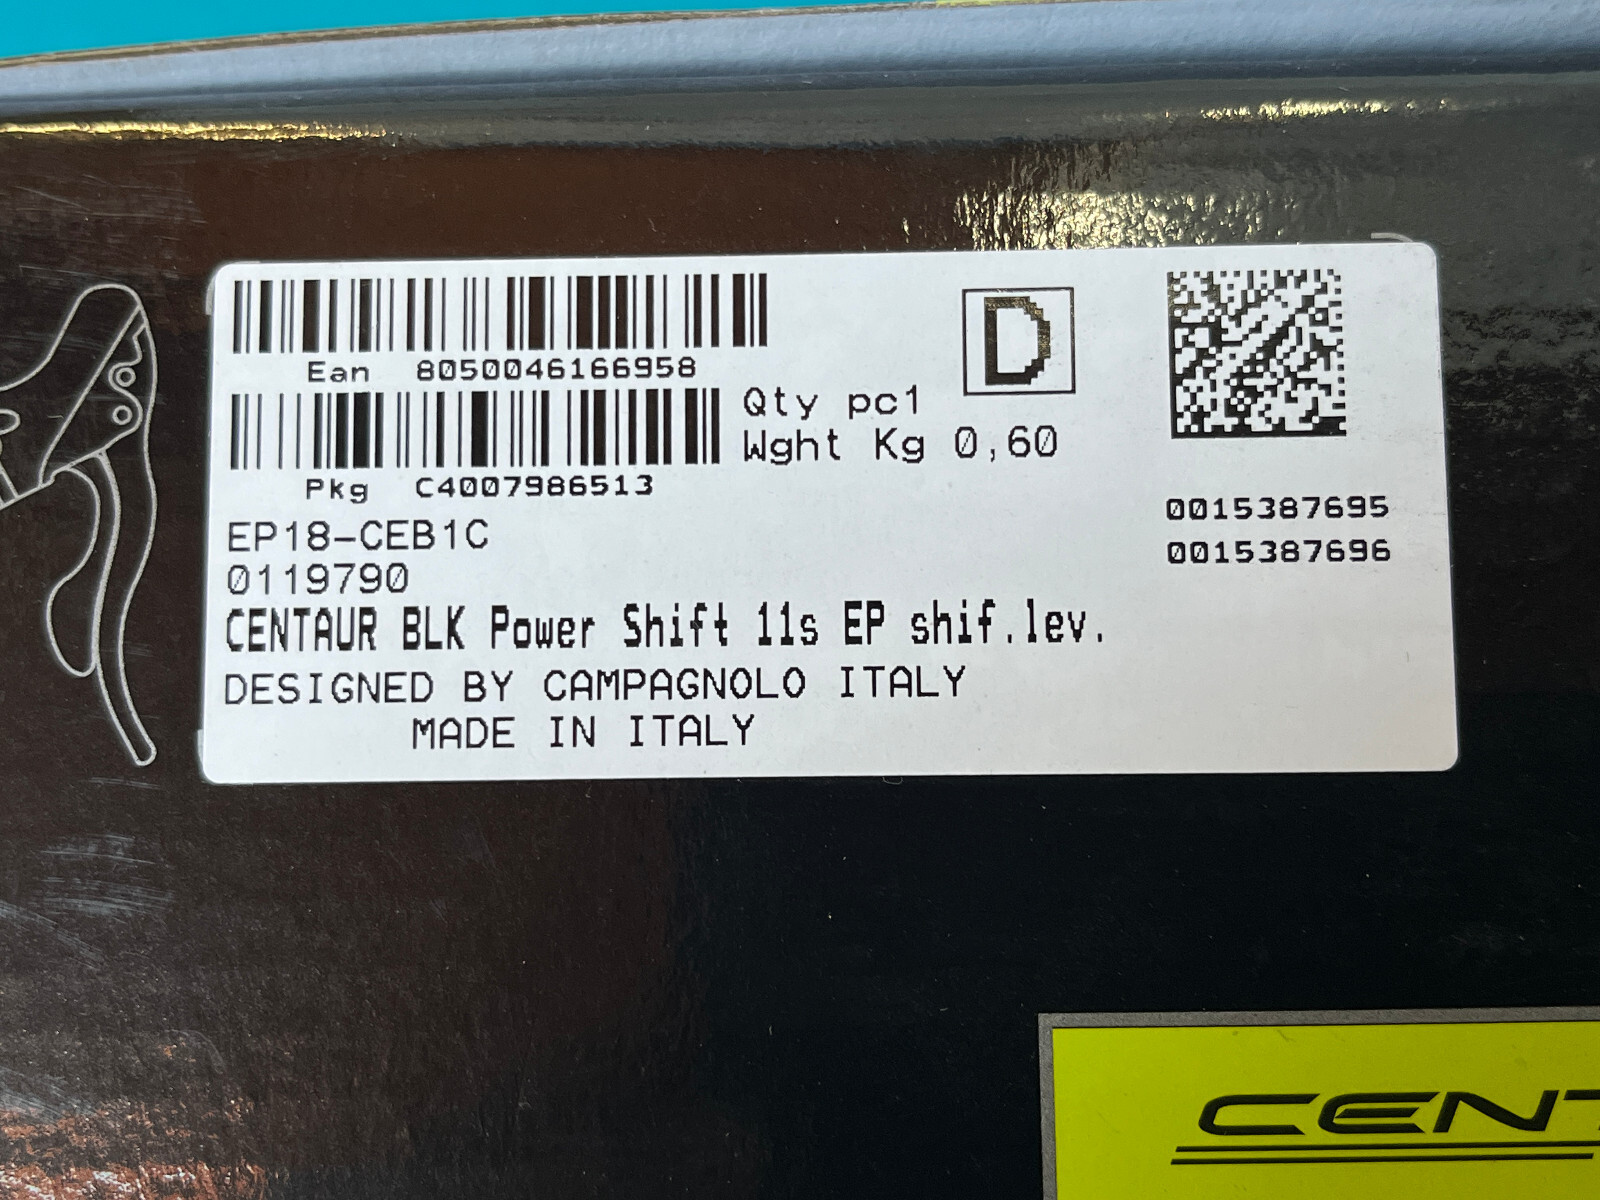 Ean 8050046166958
D
Qty pc1
Wght Kg 0,60
Pkg C4007986513
0015387695
0015387696
EP18-CEB1C
0119790
CENTAUR BLK Power Shift 11s EP shif.lev.
DESIGNED BY CAMPAGNOLO ITALY
MADE IN ITALY
CENT